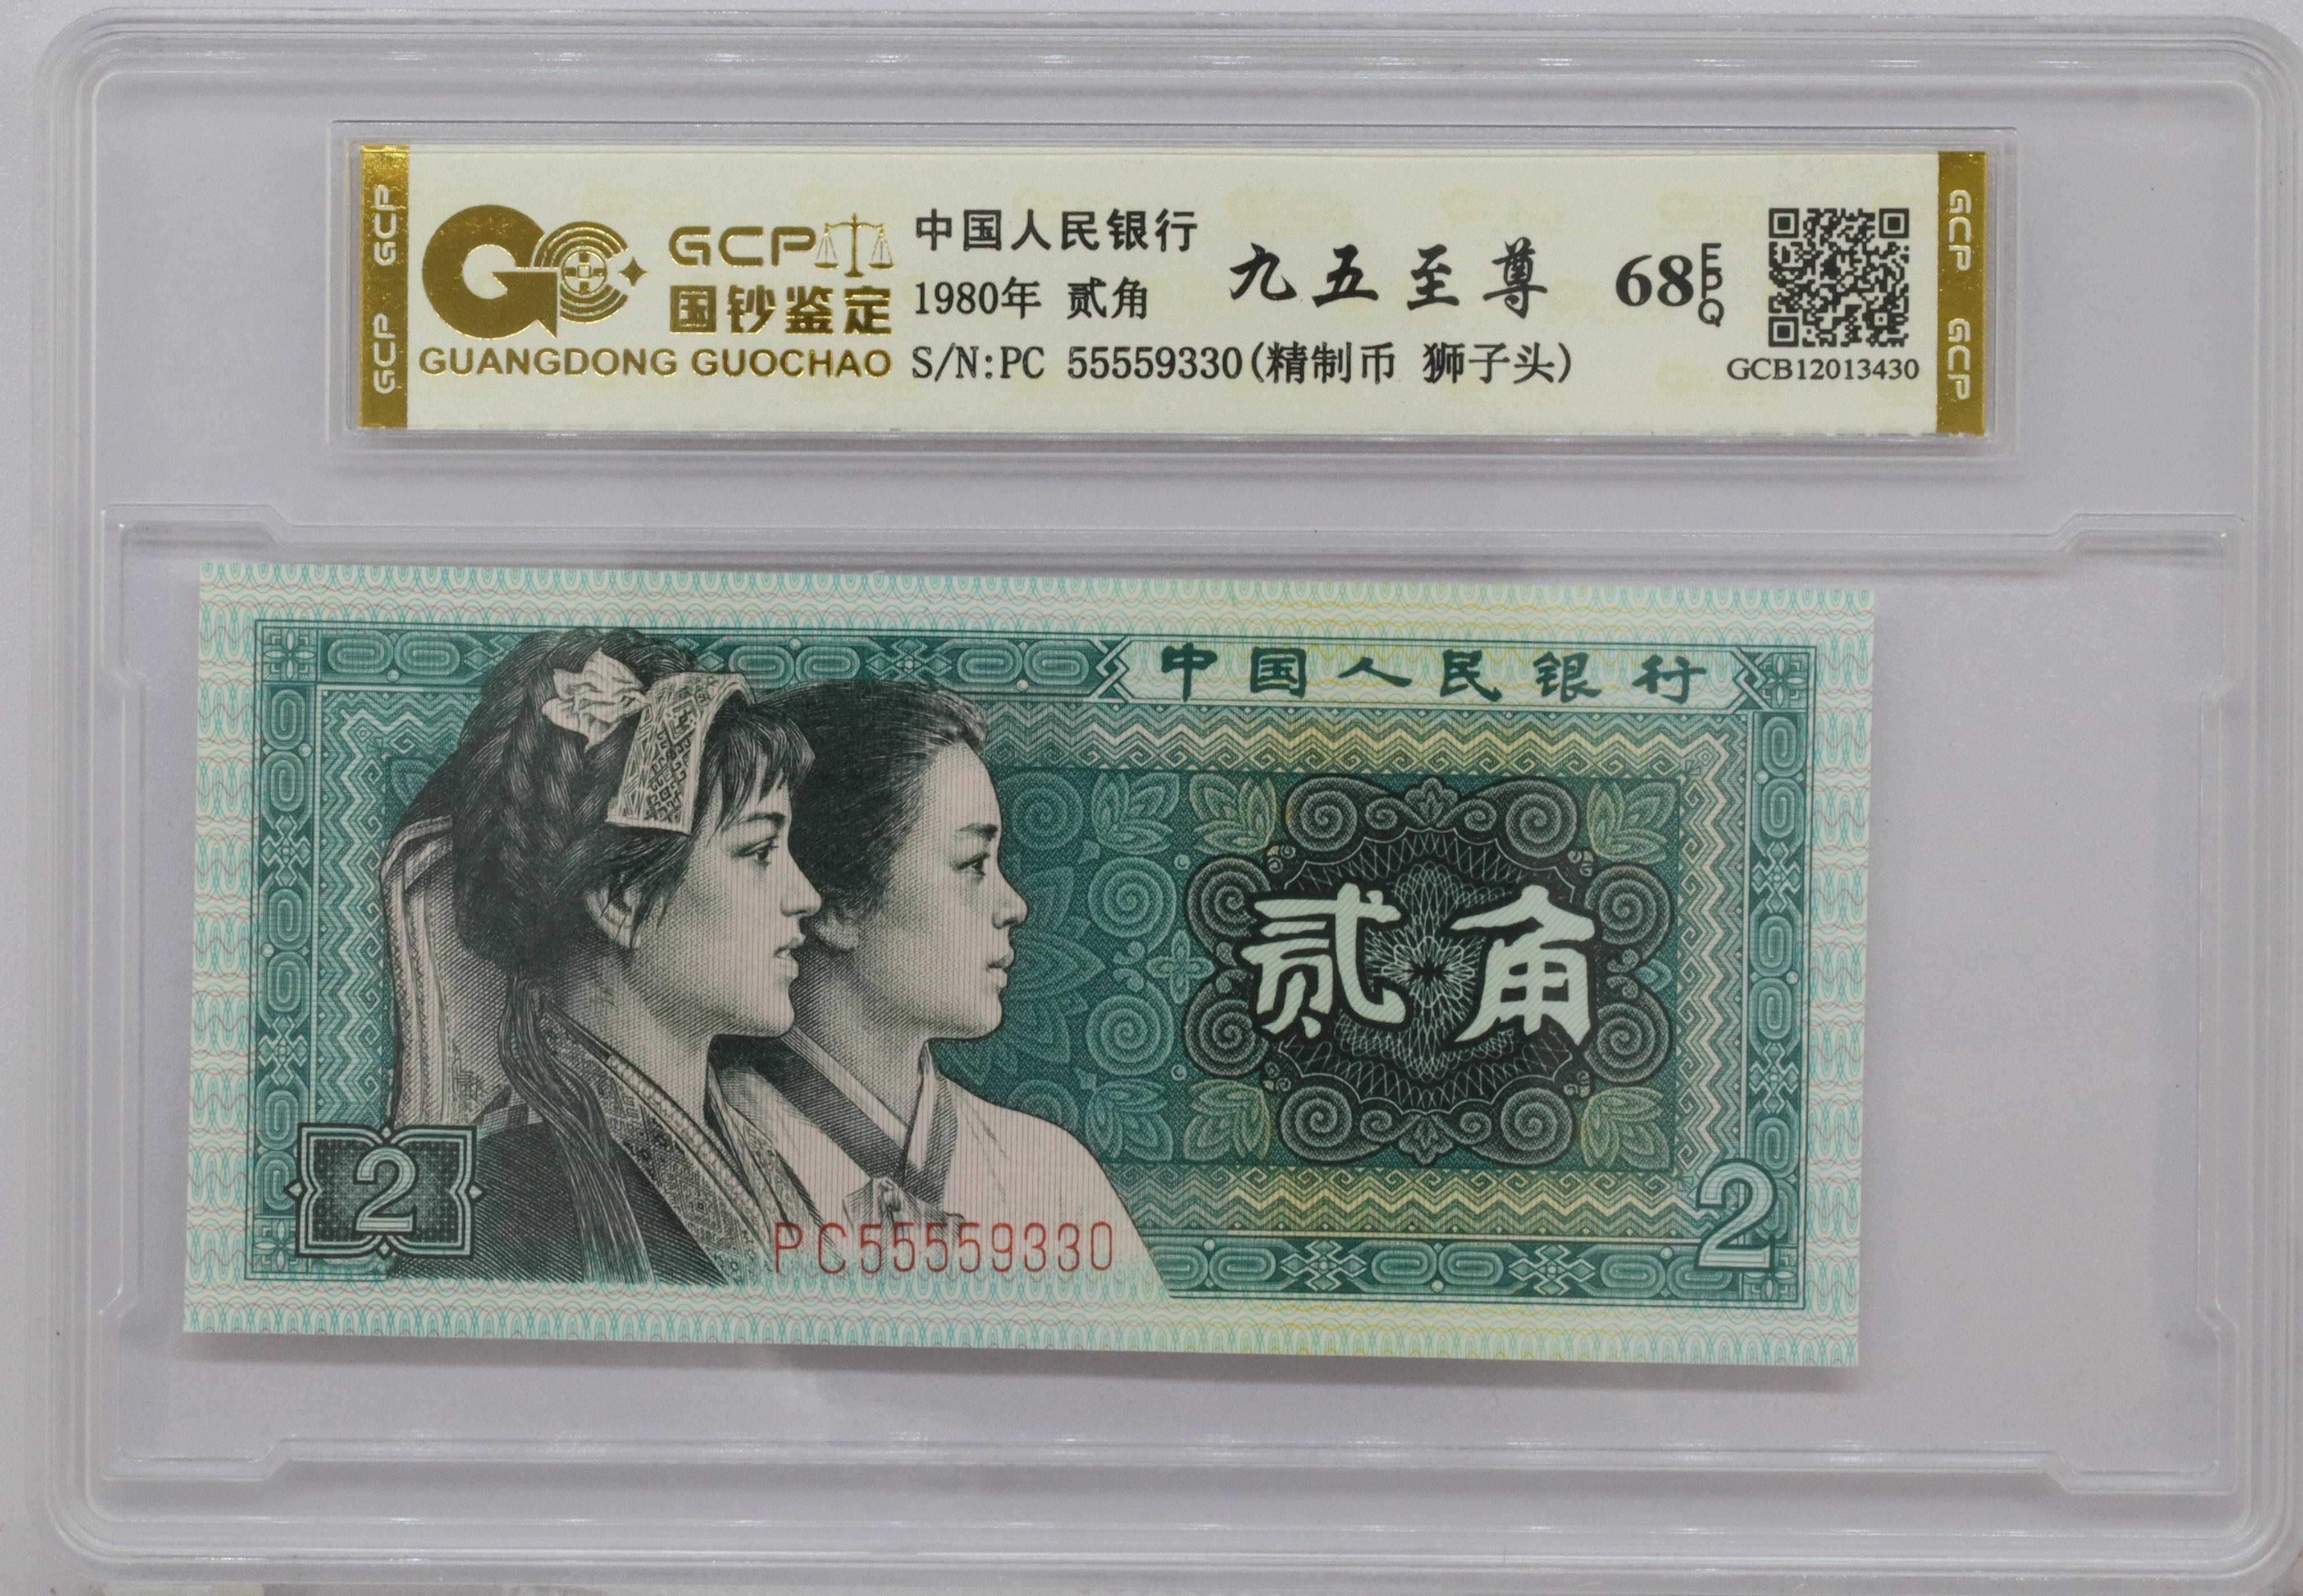 GCP
GCP
GCP
国钞鉴定
GUANGDONG GUOCHAO
中国人民银行
1980年 贰角
S/N:PC 55559330(精制币 狮子头)
九五至尊
68 EPQ
GCB12013430
GCP
GCP
中国人民银行
贰角
2
PC55559330
2